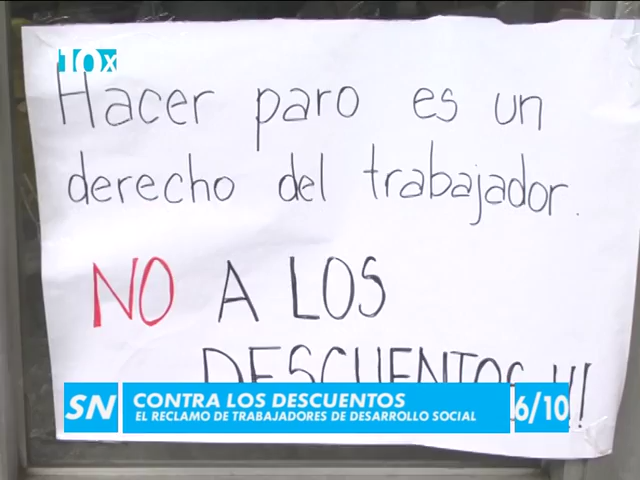 10x
Hacer paro es un
derecho del trabajador.
NO A LOS
DESCUENTOS!!!
SN
CONTRA LOS DESCUENTOS
EL RECLAMO DE TRABAJADORES DE DESARROLLO SOCIAL
6/10